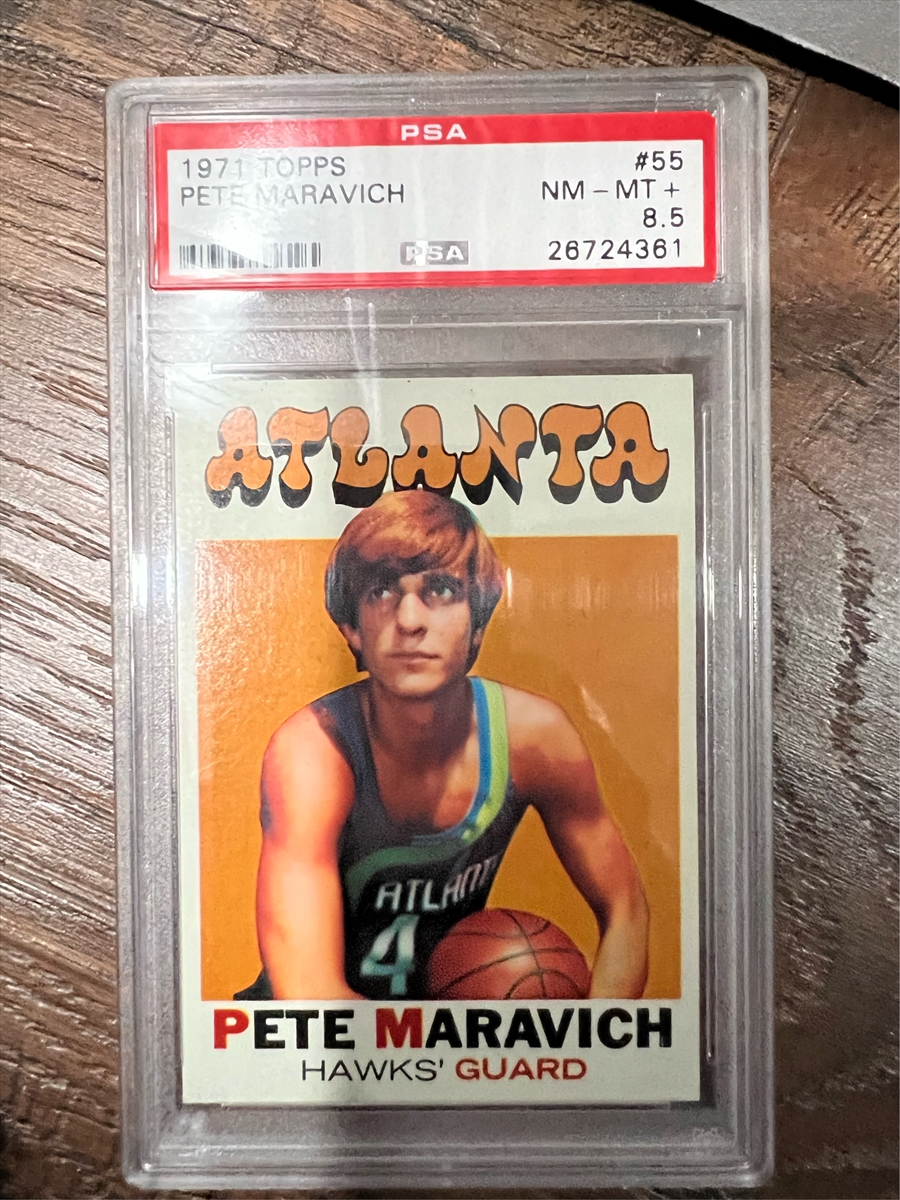 PSA
1971 TOPPS #55
PETE MARAVICH NM - MT +
8.5
PSA 26724361
ATLANTA
ATLANT
4
PETE MARAVICH
HAWKS' GUARD